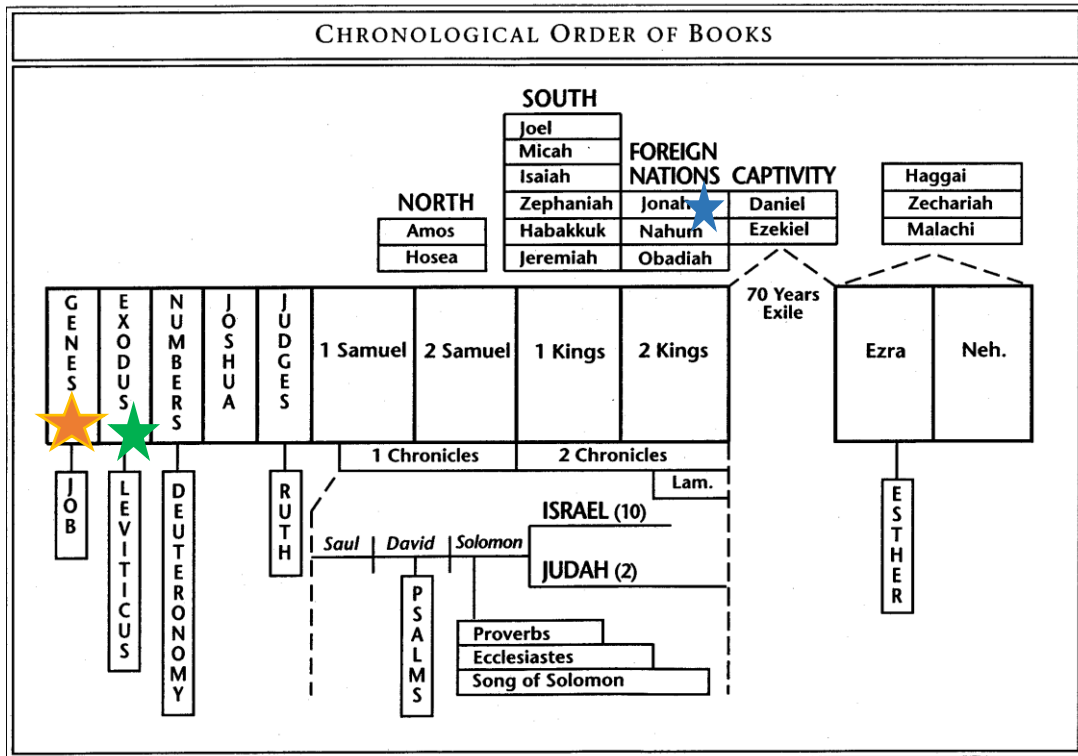 CHRONOLOGICAL ORDER OF BOOKS
SOUTH
Joel
Micah
Isaiah
Zephaniah
Habakkuk
Jeremiah
FOREIGN
NATIONS
Jonah
Nahum
Obadiah
CAPTIVITY
Daniel
Ezekiel
Haggai
Zechariah
Malachi
NORTH
Amos
Hosea
70 Years
Exile
GENES
EXODUS
NUMBERS
JOSHUA
JUDGES
1 Samuel
2 Samuel
1 Kings
2 Kings
Ezra
Neh.
1 Chronicles
2 Chronicles
Lam.
JOB
LEVITICUS
DEUTERONOMY
RUTH
ESTHER
ISRAEL (10)
Saul
David
Solomon
JUDAH (2)
PSALMS
Proverbs
Ecclesiastes
Song of Solomon